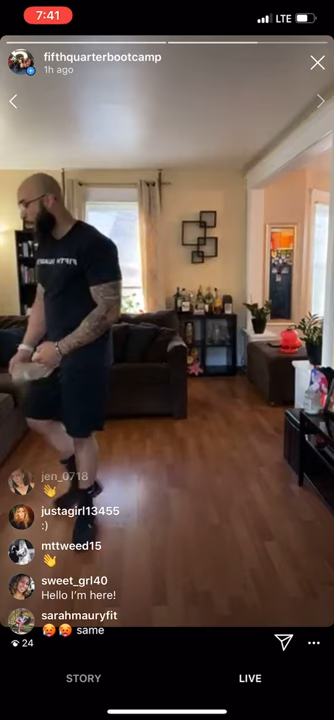 7:41
LTE
fifthquarterbootcamp
1h ago
jen_0718
👋
justagirl13455
:)
mttweed15
👋
sweet_grl40
Hello I'm here!
sarahmauryfit
🥵🥵 same
24
STORY
LIVE